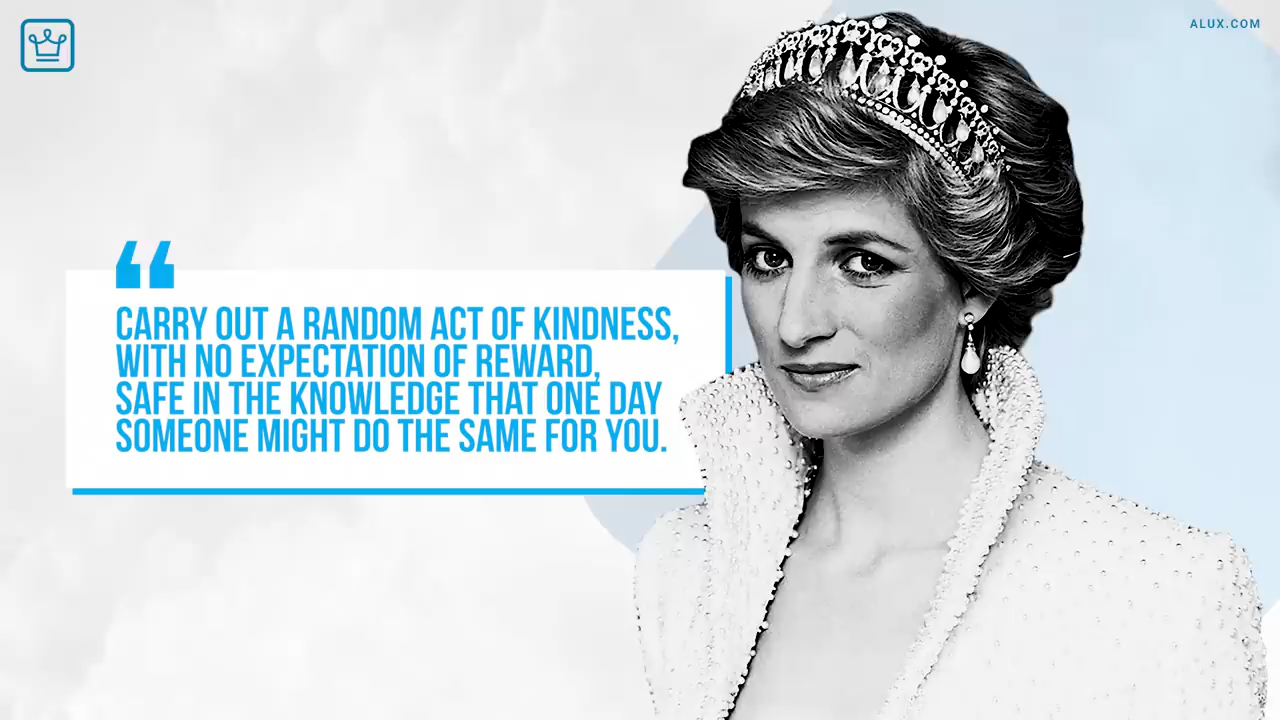 ALUX.COM
“
CARRY OUT A RANDOM ACT OF KINDNESS,
WITH NO EXPECTATION OF REWARD,
SAFE IN THE KNOWLEDGE THAT ONE DAY
SOMEONE MIGHT DO THE SAME FOR YOU.